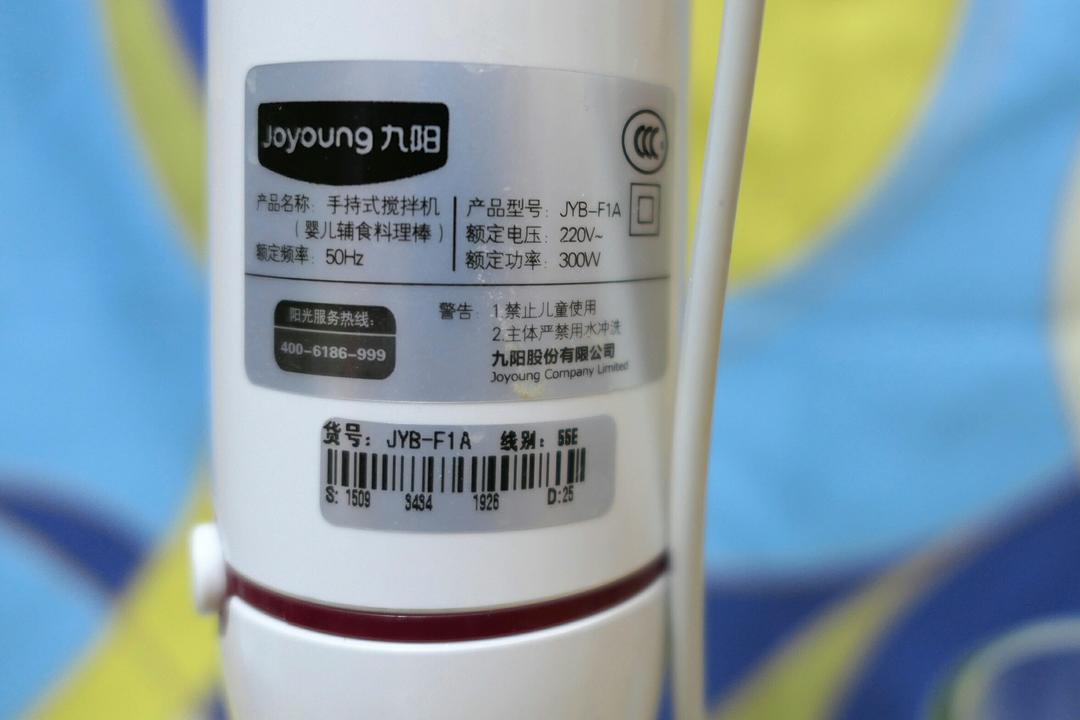 Joyoung 九阳
产品名称: 手持式搅拌机
(婴儿辅食料理棒)
额定频率: 50Hz
产品型号: JYB-F1A
额定电压: 220V~
额定功率: 300W
阳光服务热线:
400-6186-999
警告: 1.禁止儿童使用
2.主体严禁用水冲洗
九阳股份有限公司
Joyoung Company Limited
货号: JYB-F1A 线别: 55E
S: 1509 3434 1926 D:25